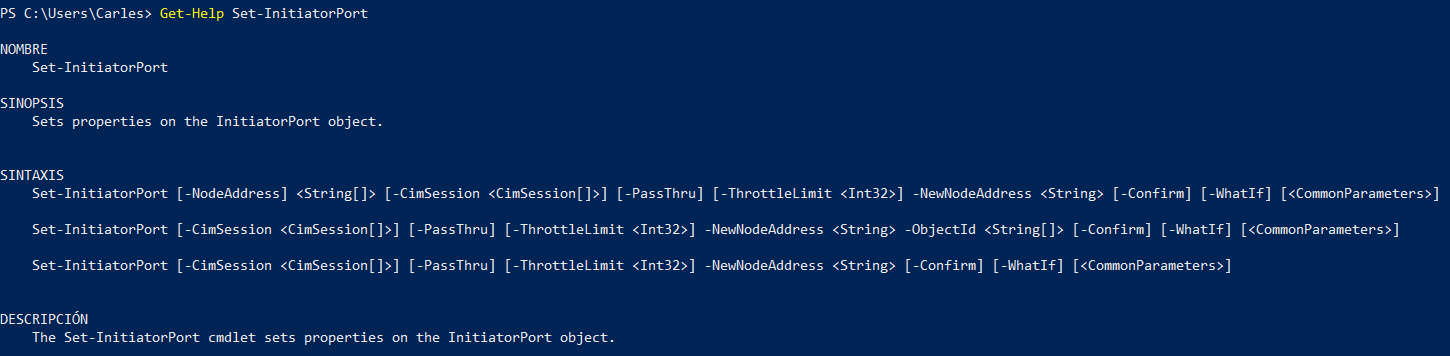 PS C:\Users\Carles> Get-Help Set-InitiatorPort
NOMBRE
Set-InitiatorPort
SINOPSIS
Sets properties on the InitiatorPort object.
SINTAXIS
Set-InitiatorPort [-NodeAddress] <String[]> [-CimSession <CimSession[]>] [-PassThru] [-ThrottleLimit <Int32>] -NewNodeAddress <String> [-Confirm] [-WhatIf] [<CommonParameters>]
Set-InitiatorPort [-CimSession <CimSession[]>] [-PassThru] [-ThrottleLimit <Int32>] -NewNodeAddress <String> -ObjectId <String[]> [-Confirm] [-WhatIf] [<CommonParameters>]
Set-InitiatorPort [-CimSession <CimSession[]>] [-PassThru] [-ThrottleLimit <Int32>] -NewNodeAddress <String> [-Confirm] [-WhatIf] [<CommonParameters>]
DESCRIPCIÓN
The Set-InitiatorPort cmdlet sets properties on the InitiatorPort object.